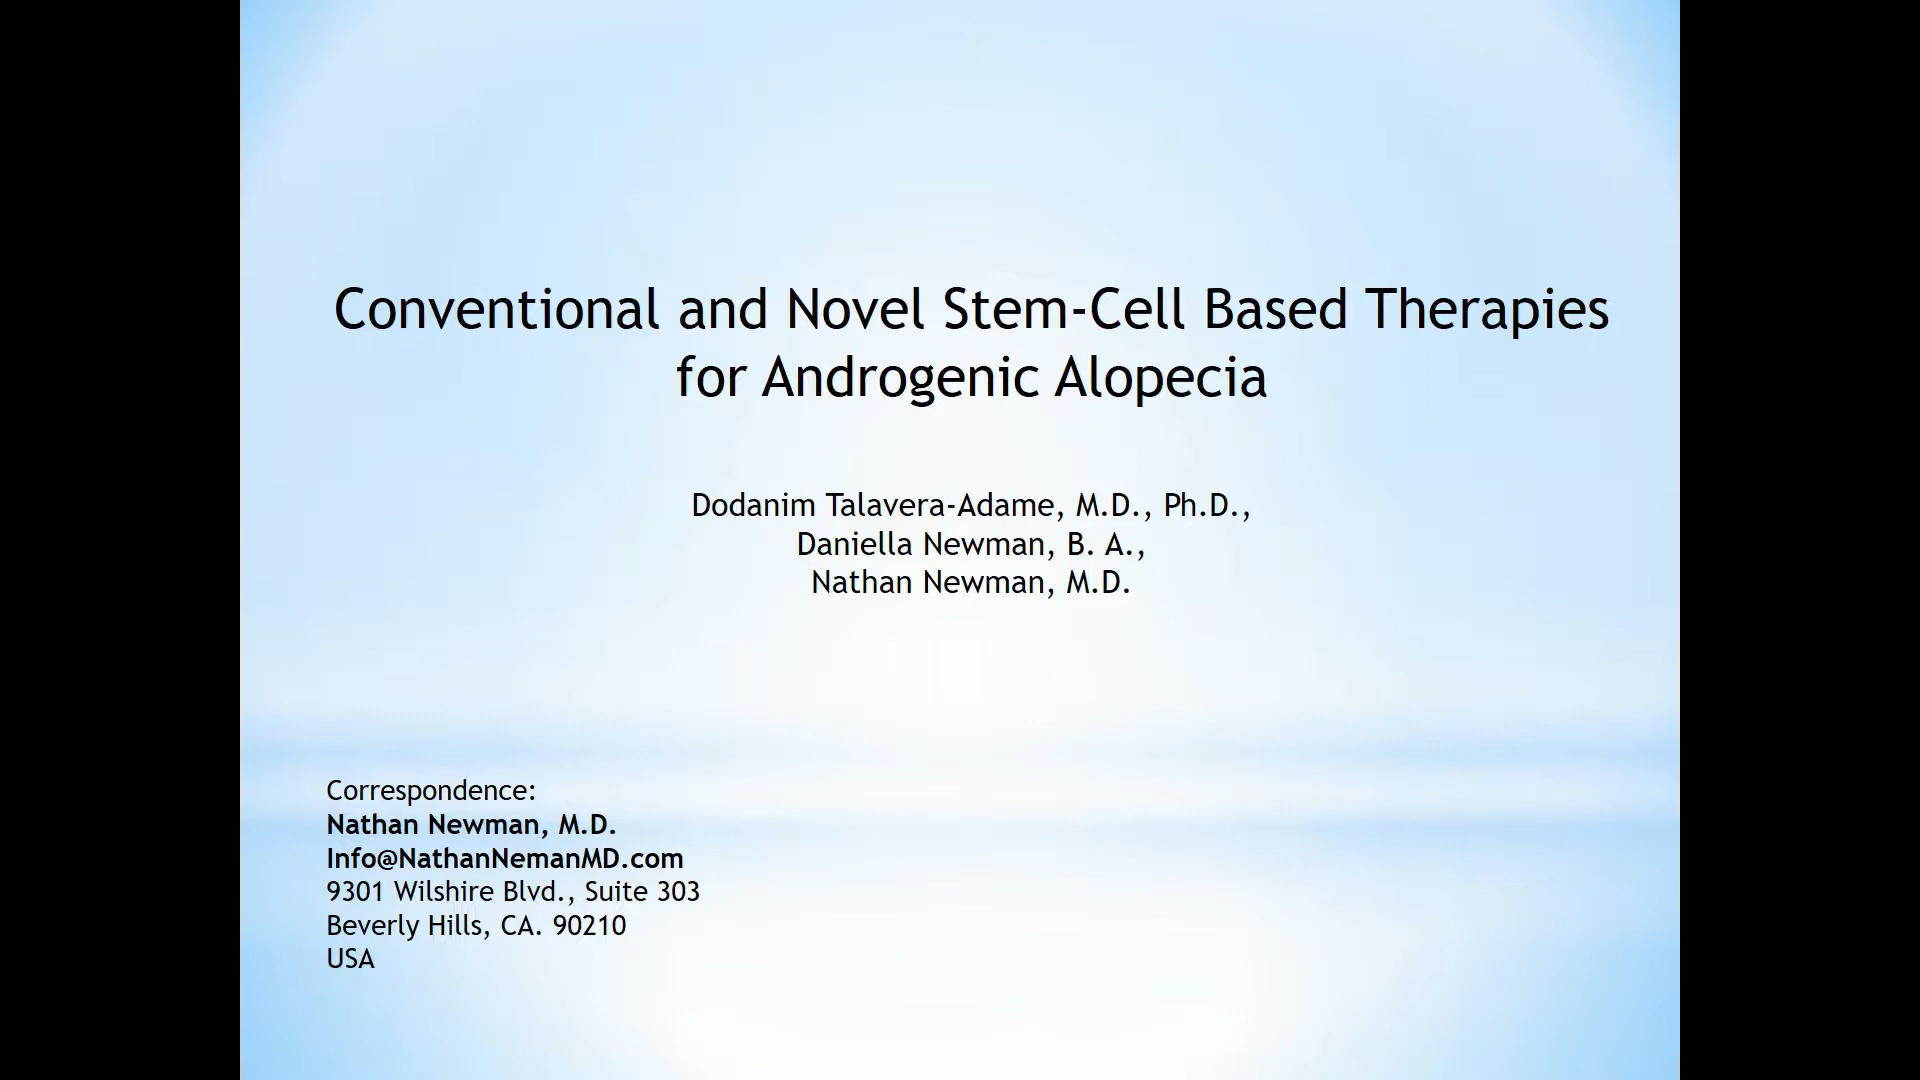 Conventional and Novel Stem-Cell Based Therapies
for Androgenic Alopecia
Dodanim Talavera-Adame, M.D., Ph.D.,
Daniella Newman, B. A.,
Nathan Newman, M.D.
Correspondence:
Nathan Newman, M.D.
Info@NathanNemanMD.com
9301 Wilshire Blvd., Suite 303
Beverly Hills, CA. 90210
USA